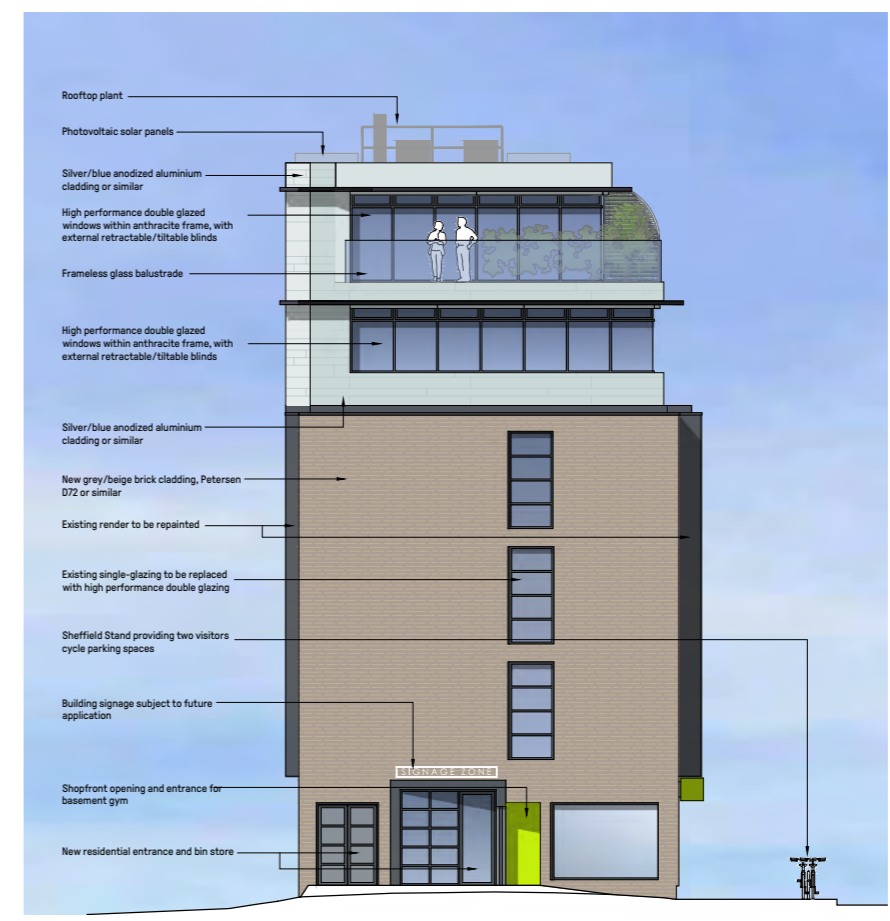 Rooftop plant
Photovoltaic solar panels
Silver/blue anodized aluminium
cladding or similar
High performance double glazed
windows within anthracite frame, with
external retractable/tiltable blinds
Frameless glass balustrade
High performance double glazed
windows within anthracite frame, with
external retractable/tiltable blinds
Silver/blue anodized aluminium
cladding or similar
New grey/beige brick cladding, Petersen
D72 or similar
Existing render to be repainted
Existing single-glazing to be replaced
with high performance double glazing
Sheffield Stand providing two visitors
cycle parking spaces
Building signage subject to future
application
SIGNAGE ZONE
Shopfront opening and entrance for
basement gym
New residential entrance and bin store